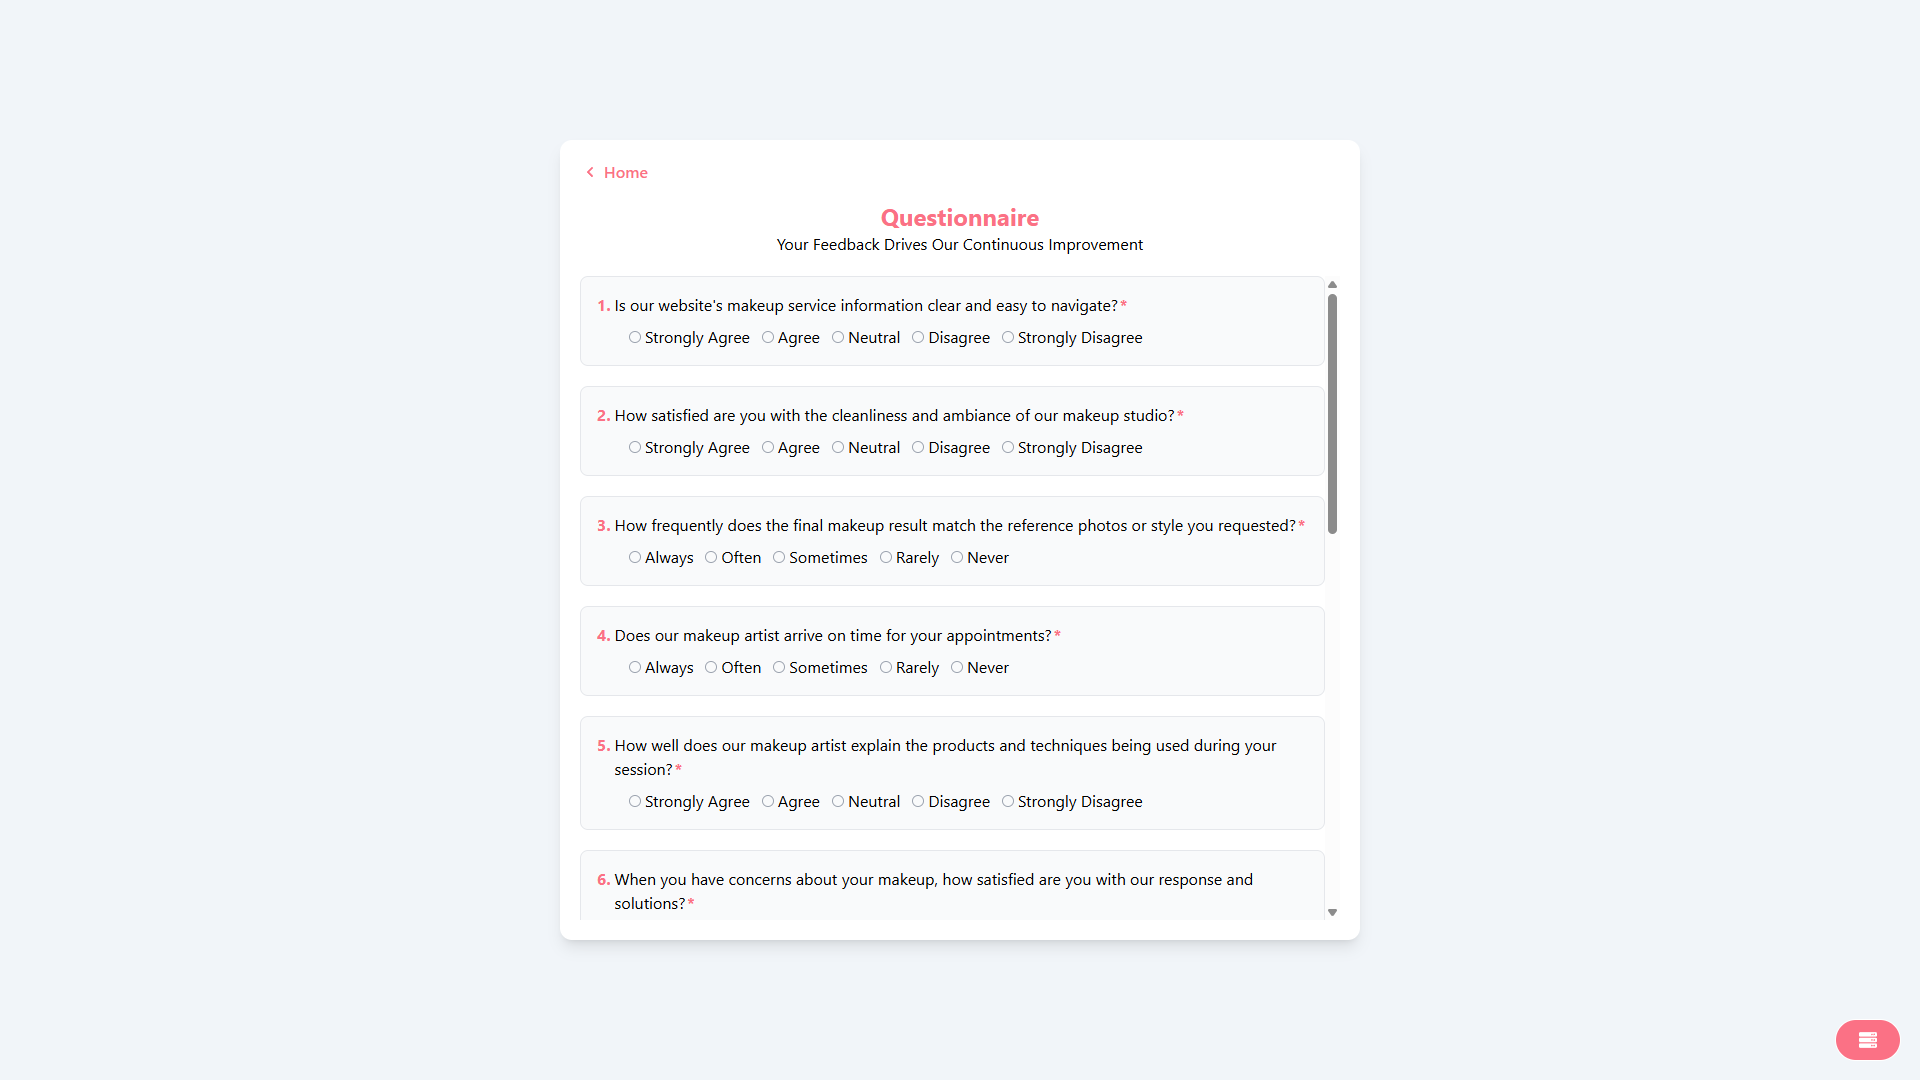 Home
Questionnaire
Your Feedback Drives Our Continuous Improvement
1. Is our website's makeup service information clear and easy to navigate?*
Strongly Agree Agree Neutral Disagree Strongly Disagree
2. How satisfied are you with the cleanliness and ambiance of our makeup studio?*
Strongly Agree Agree Neutral Disagree Strongly Disagree
3. How frequently does the final makeup result match the reference photos or style you requested?*
Always Often Sometimes Rarely Never
4. Does our makeup artist arrive on time for your appointments?*
Always Often Sometimes Rarely Never
5. How well does our makeup artist explain the products and techniques being used during your
session?*
Strongly Agree Agree Neutral Disagree Strongly Disagree
6. When you have concerns about your makeup, how satisfied are you with our response and
solutions?*